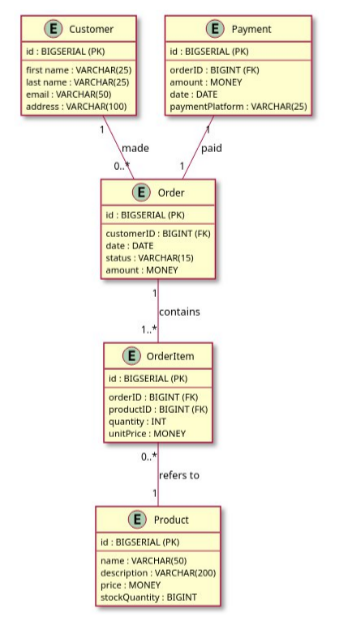 E Customer
id : BIGSERIAL (PK)
first name : VARCHAR(25)
last name : VARCHAR(25)
email : VARCHAR(50)
address : VARCHAR(100)
E Payment
id : BIGSERIAL (PK)
orderID : BIGINT (FK)
amount : MONEY
date : DATE
paymentPlatform : VARCHAR(25)
1
made
0..*
1
paid
1
E Order
id : BIGSERIAL (PK)
customerID : BIGINT (FK)
date : DATE
status : VARCHAR(15)
amount : MONEY
1
contains
1..*
E OrderItem
id : BIGSERIAL (PK)
orderID : BIGINT (FK)
productID : BIGINT (FK)
quantity : INT
unitPrice : MONEY
0..*
refers to
1
E Product
id : BIGSERIAL (PK)
name : VARCHAR(50)
description : VARCHAR(200)
price : MONEY
stockQuantity : BIGINT